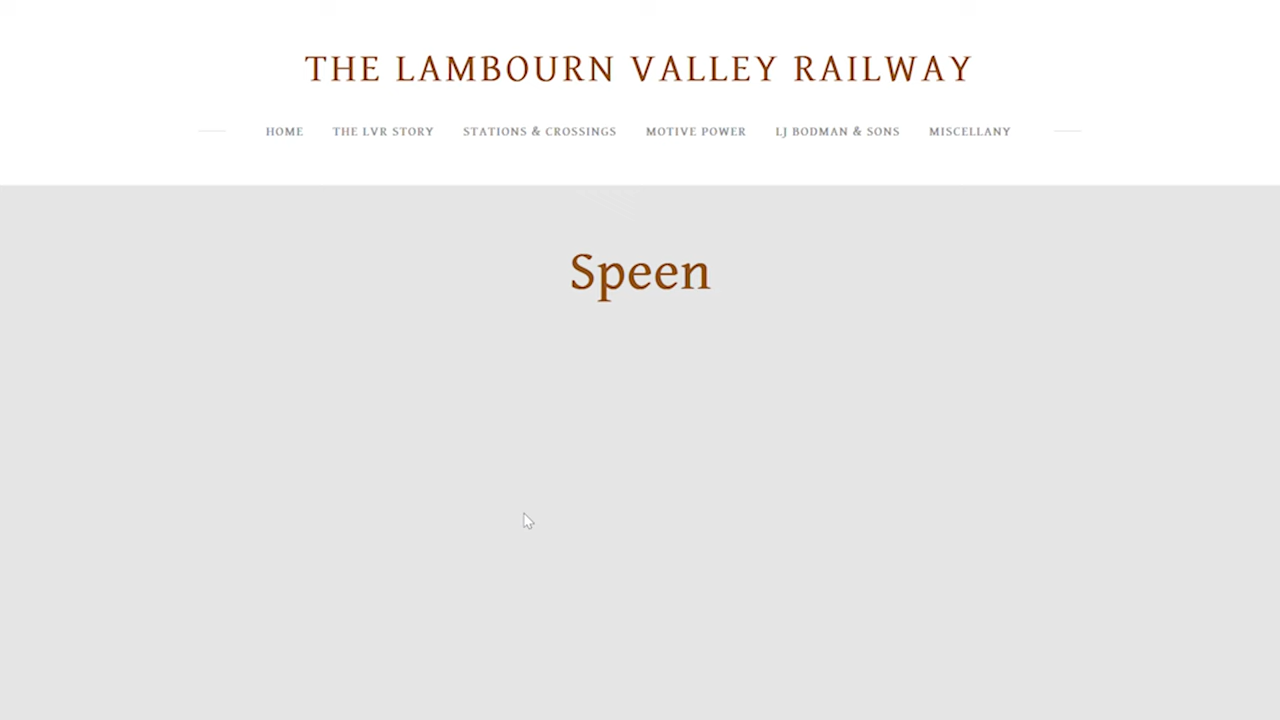 THE LAMBOURN VALLEY RAILWAY
HOME THE LVR STORY STATIONS & CROSSINGS MOTIVE POWER LJ BODMAN & SONS MISCELLANY
Speen